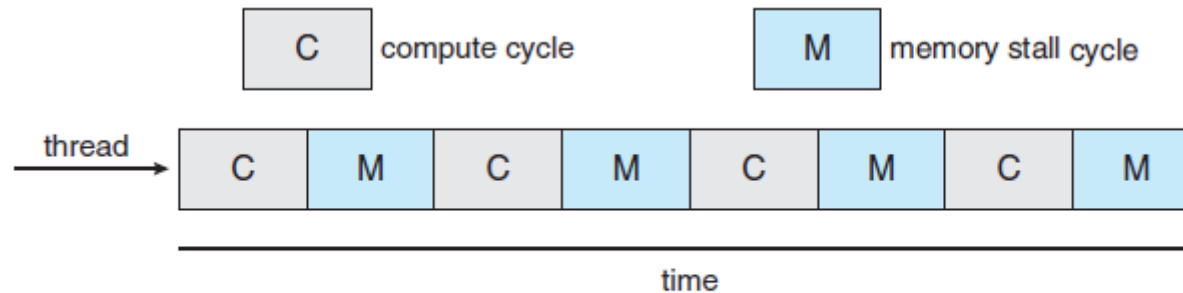 C compute cycle M memory stall cycle
thread
C M C M C M C M
time